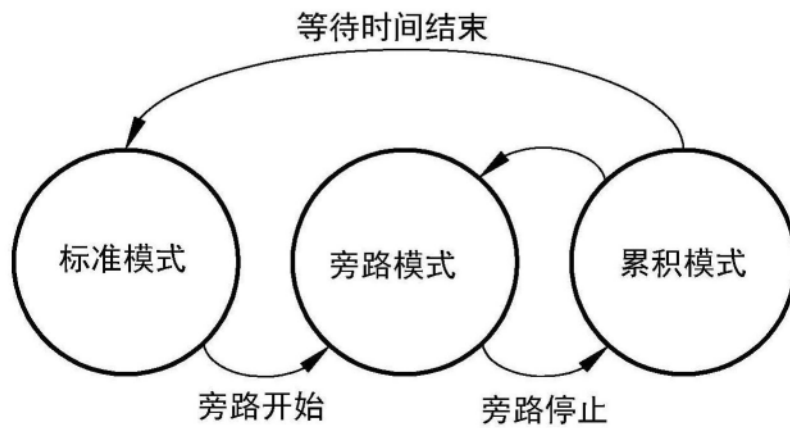 等待时间结束
标准模式
旁路模式
累积模式
旁路开始
旁路停止